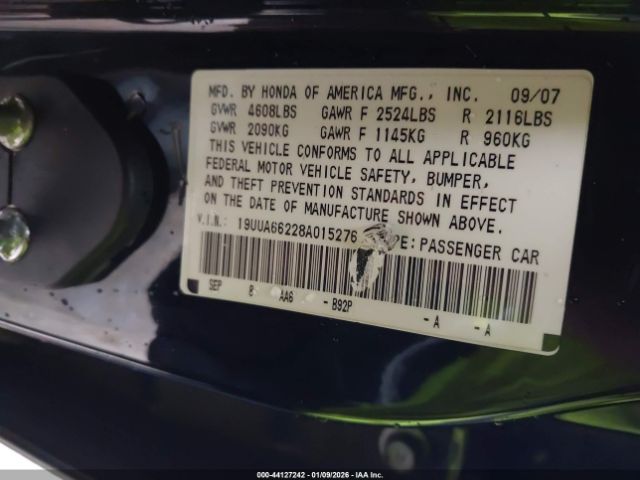 MFD. BY HONDA OF AMERICA MFG., INC. 09/07
GVWR 4608LBS GAWR F 2524LBS R 2116LBS
GVWR 2090KG GAWR F 1145KG R 960KG
THIS VEHICLE CONFORMS TO ALL APPLICABLE
FEDERAL MOTOR VEHICLE SAFETY, BUMPER,
AND THEFT PREVENTION STANDARDS IN EFFECT
ON THE DATE OF MANUFACTURE SHOWN ABOVE.
V.I.N.: 19UUA66228A015276 PE: PASSENGER CAR
SEP 8 AA6 - B92P - A - A
000-44127242 | 01/09/2026 | IAA Inc.